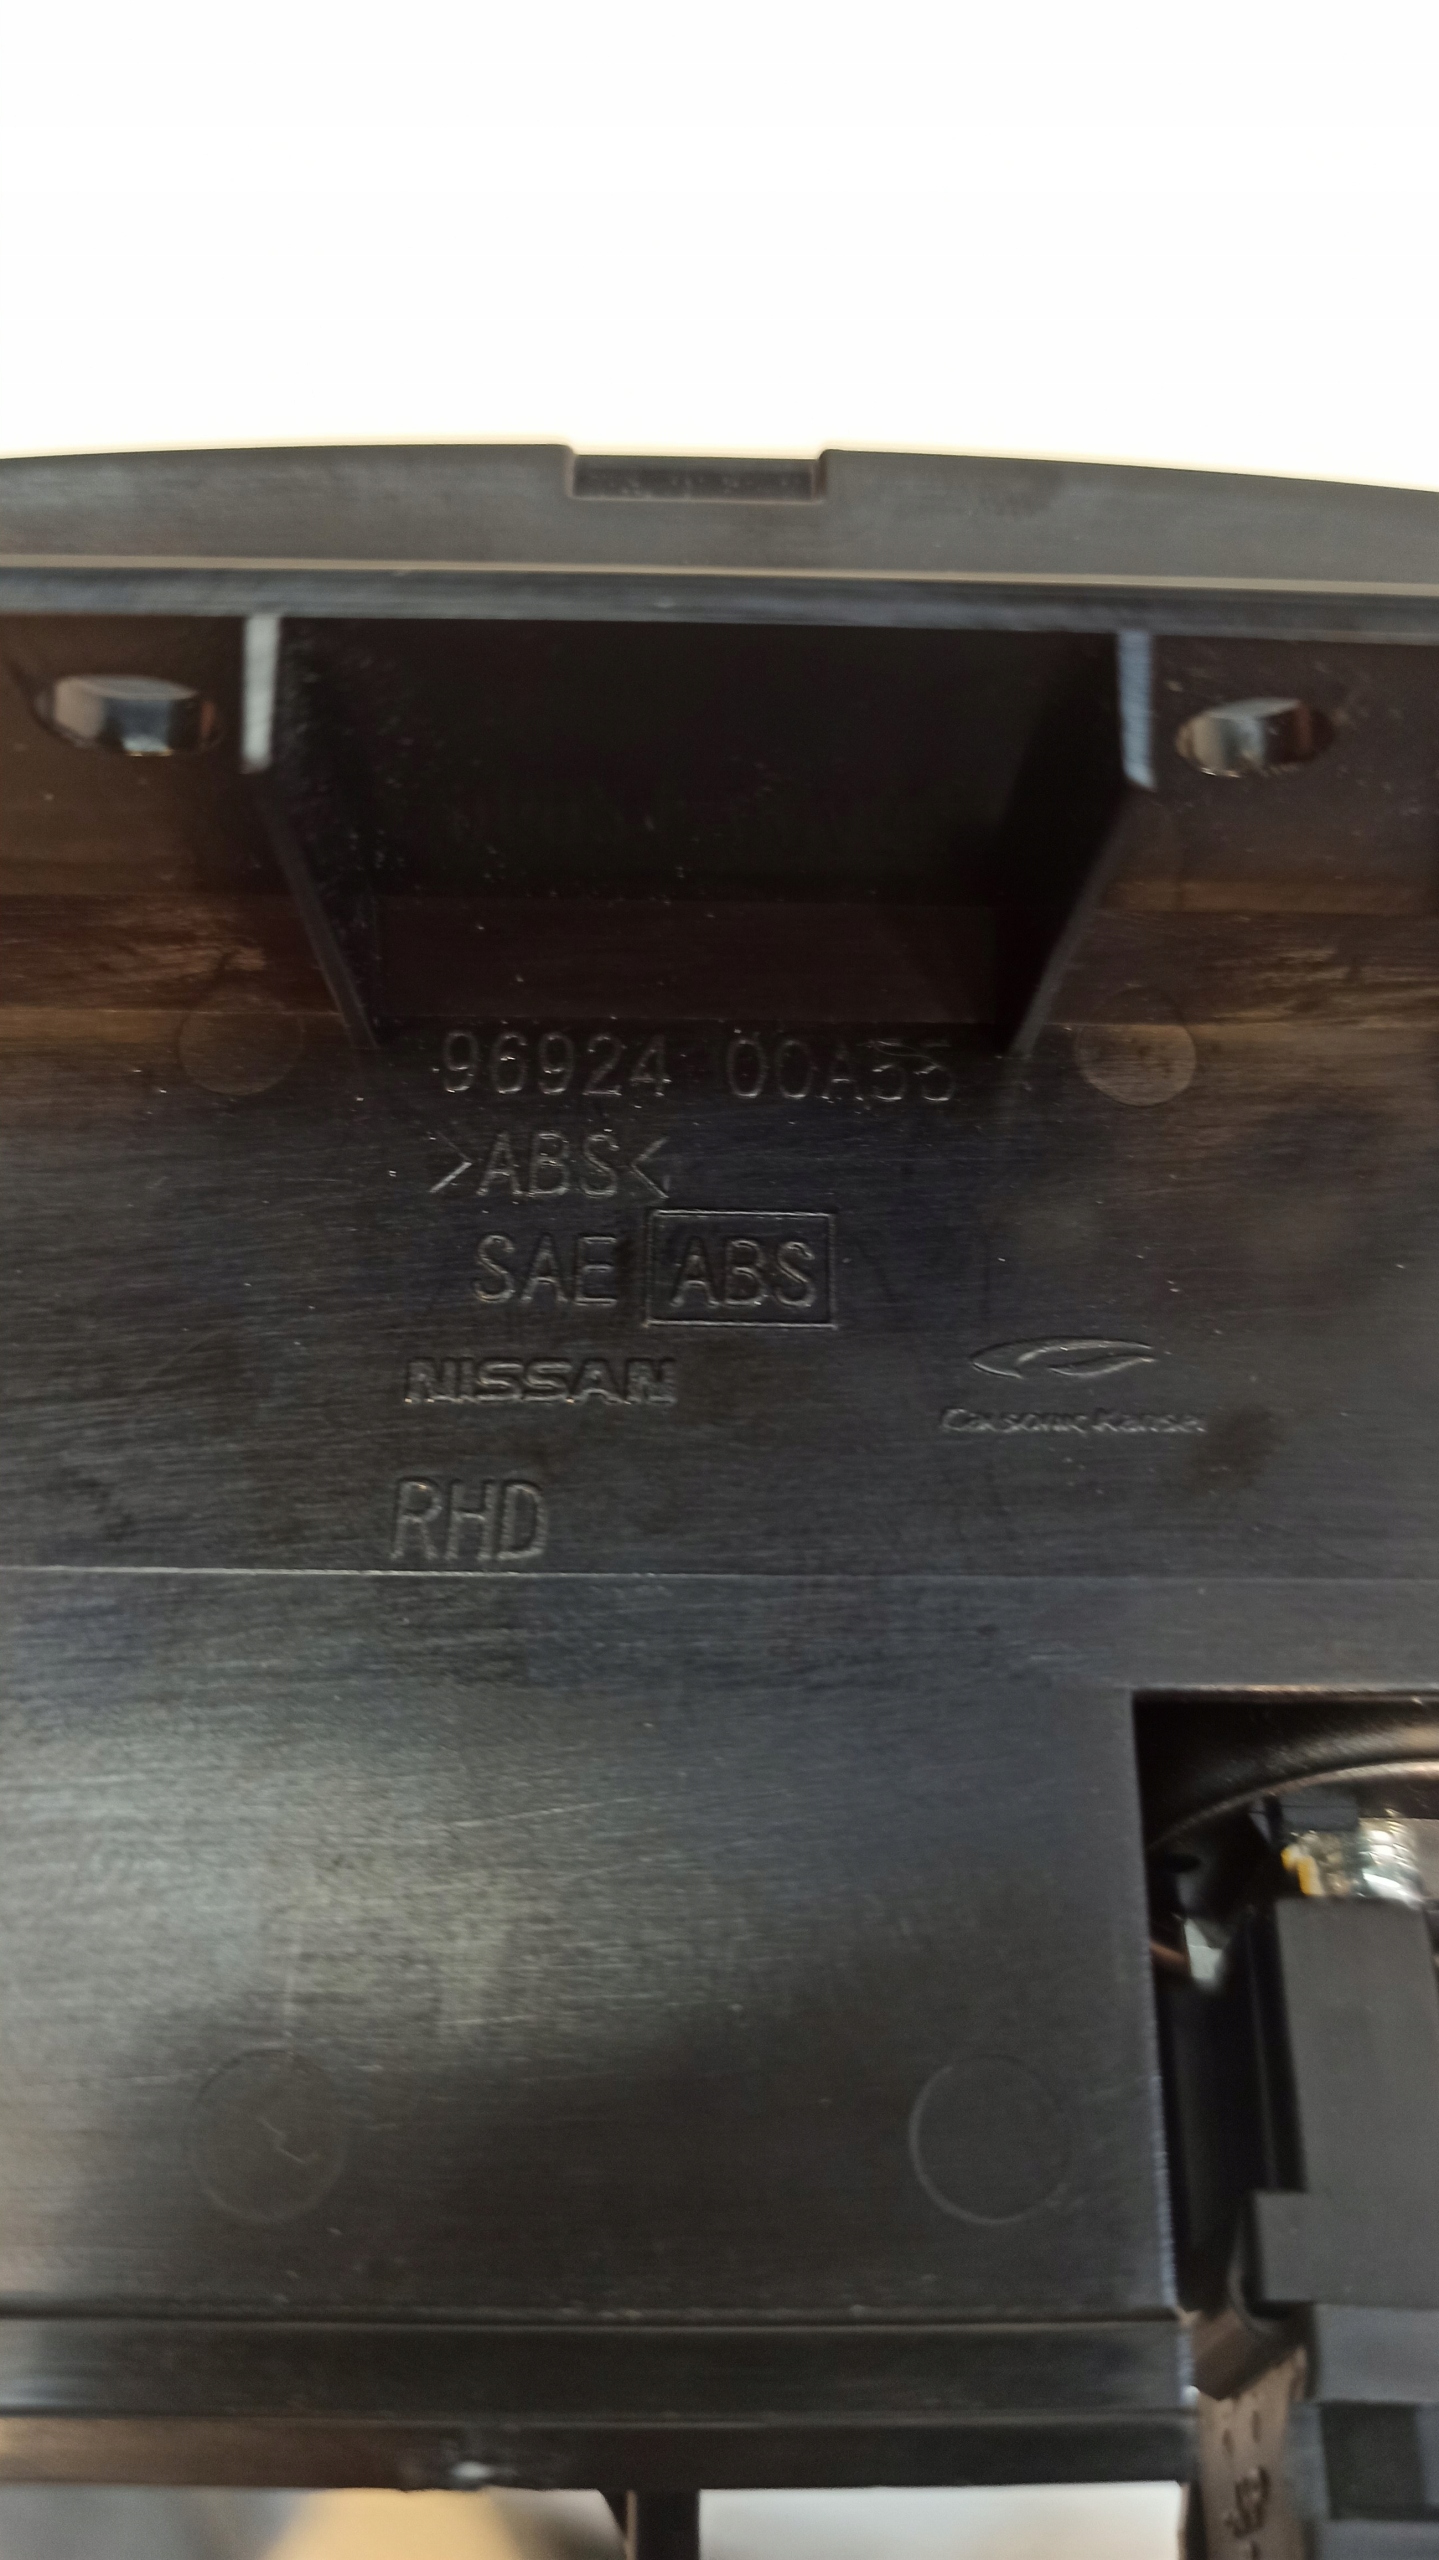 96924 00A55
>ABS<
SAE ABS
NISSAN
Calsonic Kansei
RHD